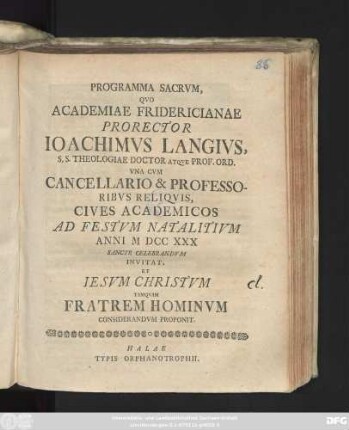 86
PROGRAMMA SACRVM,
QVO
ACADEMIAE FRIDERICIANAE
PRORECTOR
IOACHIMVS LANGIVS,
S. S. THEOLOGIAE DOCTOR ATQVE PROF. ORD.
VNA CVM
CANCELLARIO & PROFESSO-
RIBVS RELIQVIS,
CIVES ACADEMICOS
AD FESTVM NATALITIVM
ANNI M DCC XXX
SANCTE CELEBRANDVM
INVITAT,
ET
IESVM CHRISTVM
TANQVAM
FRATREM HOMINVM
CONSIDERANDVM PROPONIT.
HALAE
TYPIS ORPHANOTROPHII.